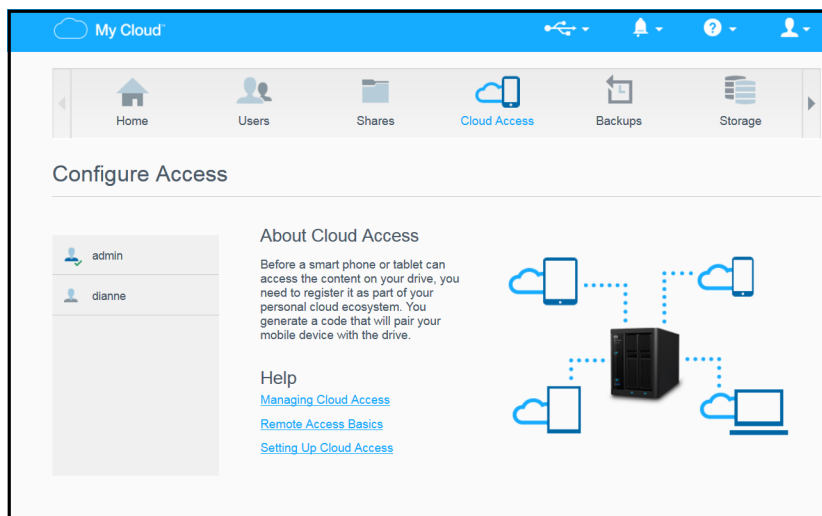 My Cloud™
Home
Users
Shares
Cloud Access
Backups
Storage
Configure Access
admin
dianne
About Cloud Access
Before a smart phone or tablet can
access the content on your drive, you
need to register it as part of your
personal cloud ecosystem. You
generate a code that will pair your
mobile device with the drive.
Help
Managing Cloud Access
Remote Access Basics
Setting Up Cloud Access